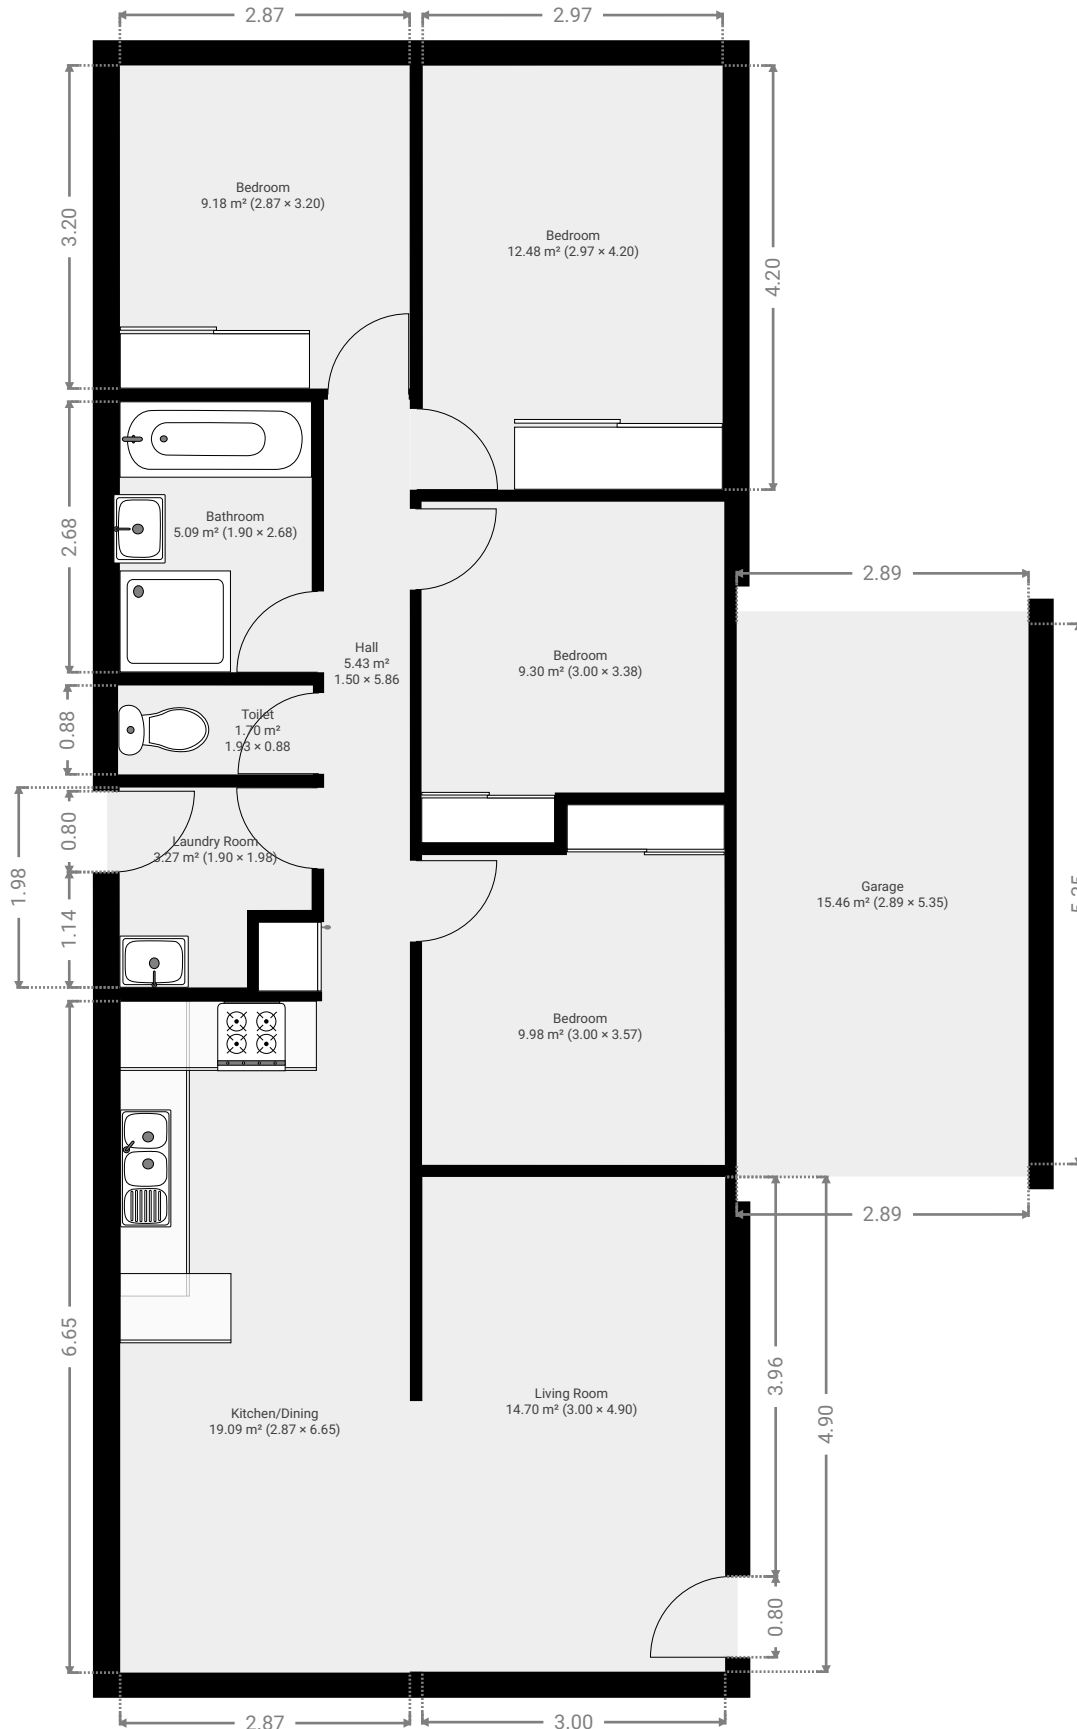 2.87
2.97
3.20
Bedroom
9.18 m² (2.87 × 3.20)
Bedroom
12.48 m² (2.97 × 4.20)
4.20
2.68
Bathroom
5.09 m² (1.90 × 2.68)
2.89
Hall
5.43 m²
1.50 × 5.86
Bedroom
9.30 m² (3.00 × 3.38)
0.88
Toilet
1.70 m²
1.93 × 0.88
0.80
1.98
1.14
Laundry Room
3.27 m² (1.90 × 1.98)
Garage
15.46 m² (2.89 × 5.35)
Bedroom
9.98 m² (3.00 × 3.57)
2.89
6.65
3.96
4.90
Living Room
14.70 m² (3.00 × 4.90)
Kitchen/Dining
19.09 m² (2.87 × 6.65)
0.80
2.87
3.00